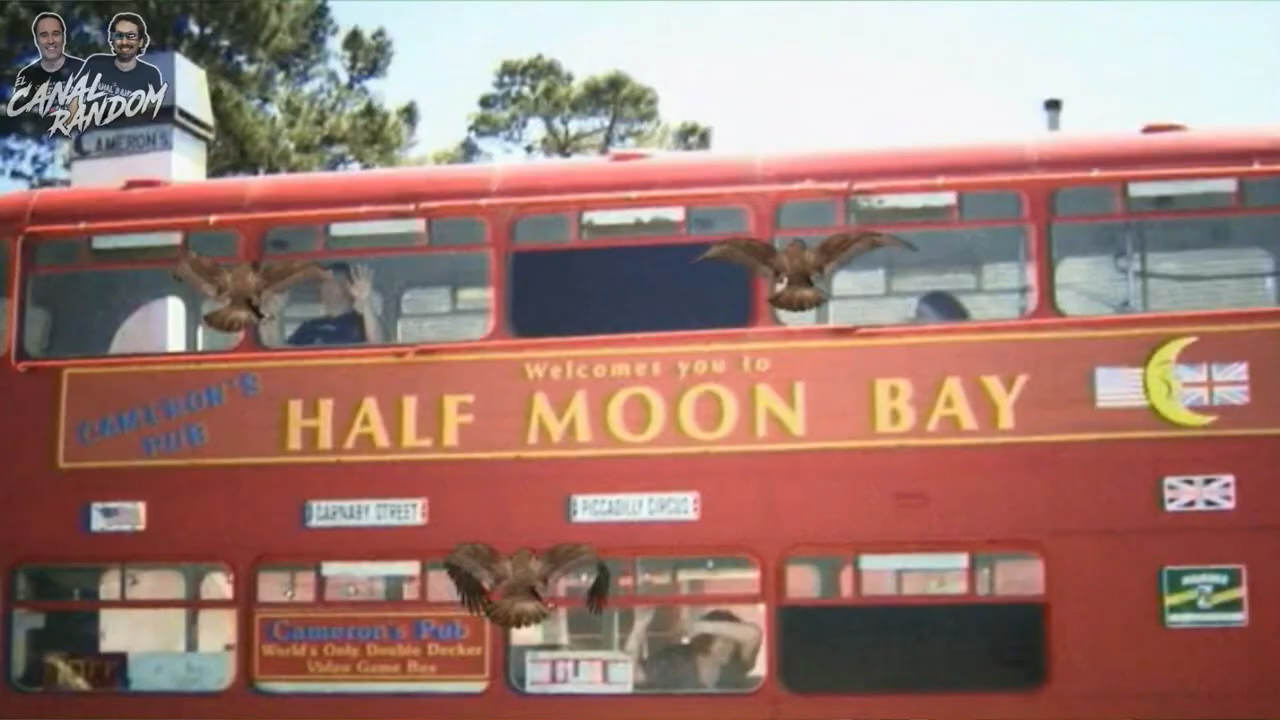 EL
CANAL
RANDOM
CAMERON'S
Welcomes you to
CAMERON'S
PUB
HALF MOON BAY
CARNABY STREET
PICCADILLY CIRCUS
Cameron's Pub
World's Only Double Decker
Video Game Bus